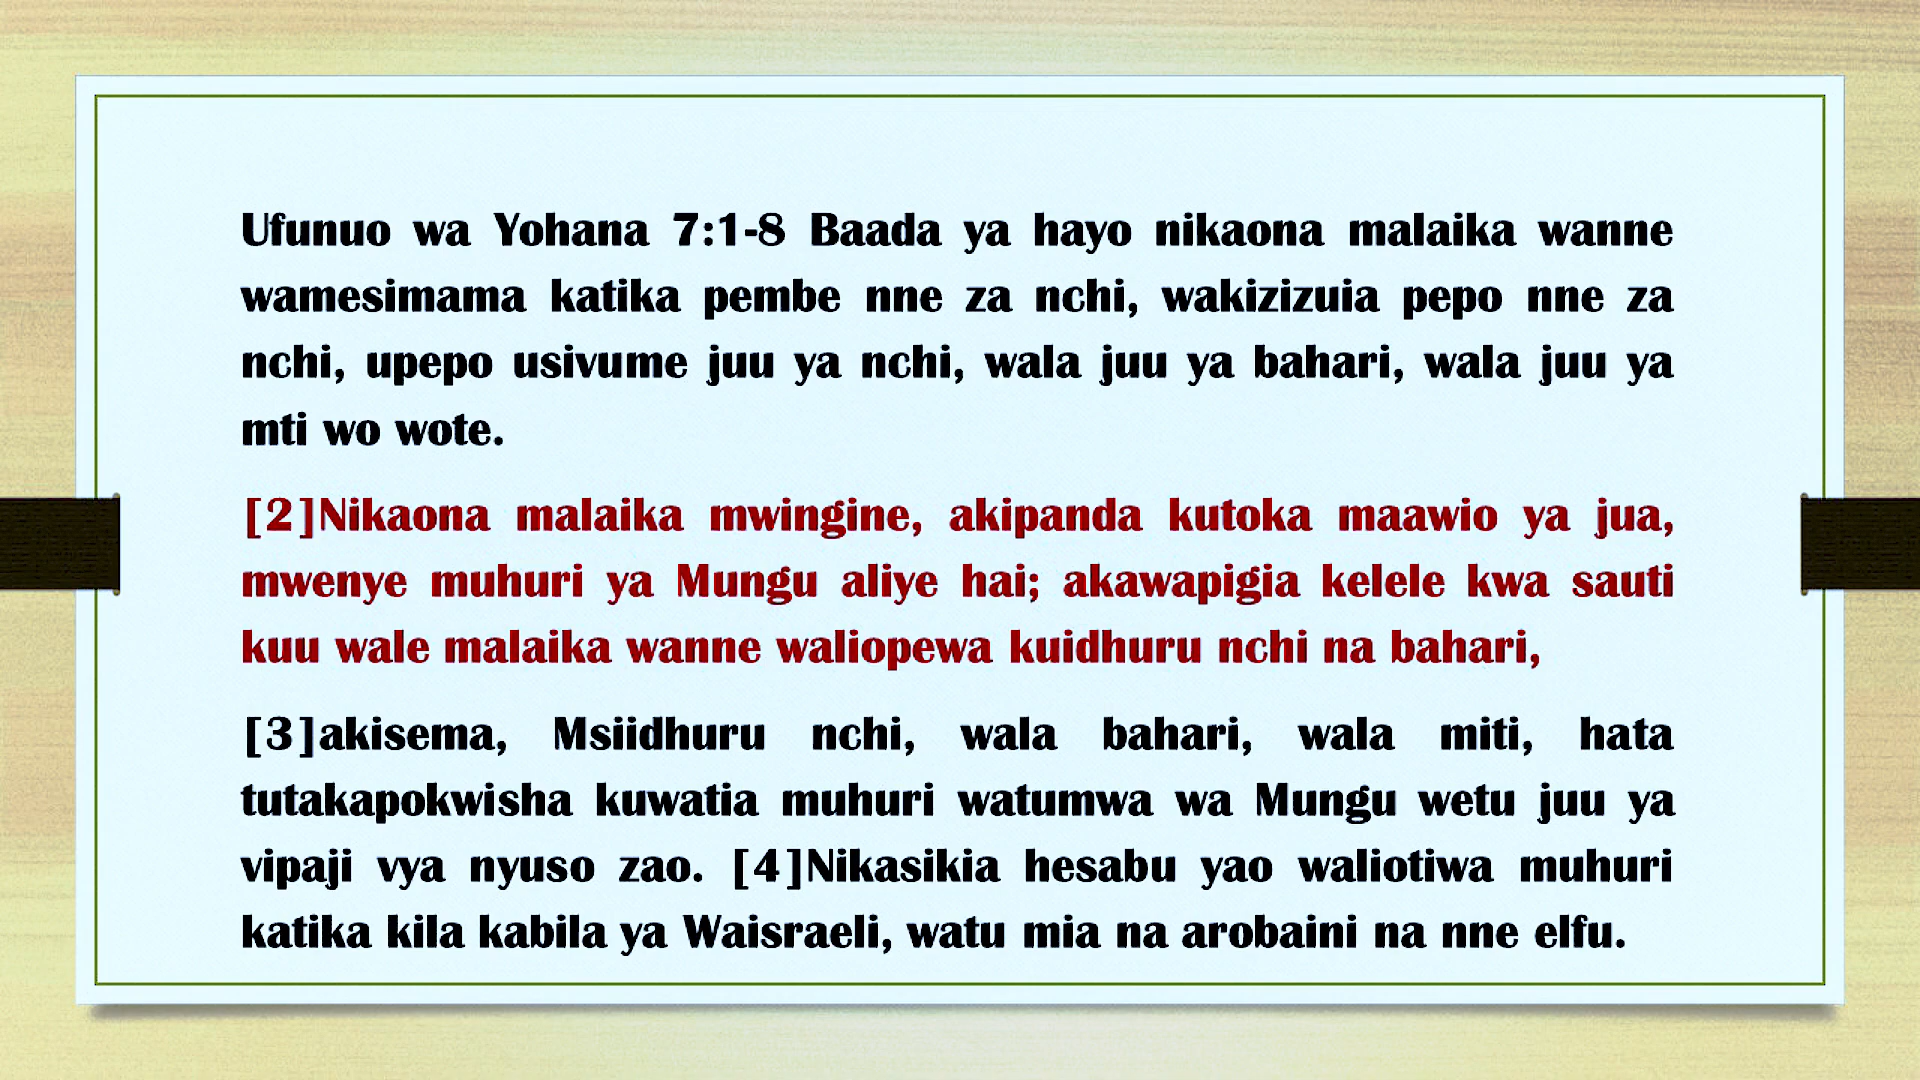 Ufunuo wa Yohana 7:1-8 Baada ya hayo nikaona malaika wanne
wamesimama katika pembe nne za nchi, wakizizuia pepo nne za
nchi, upepo usivume juu ya nchi, wala juu ya bahari, wala juu ya
mti wo wote.
[2]Nikaona malaika mwingine, akipanda kutoka maawio ya jua,
mwenye muhuri ya Mungu aliye hai; akawapigia kelele kwa sauti
kuu wale malaika wanne waliopewa kuidhuru nchi na bahari,
[3]akisema, Msiidhuru nchi, wala bahari, wala miti, hata
tutakapokwisha kuwatia muhuri watumwa wa Mungu wetu juu ya
vipaji vya nyuso zao. [4]Nikasikia hesabu yao waliotiwa muhuri
katika kila kabila ya Waisraeli, watu mia na arobaini na nne elfu.